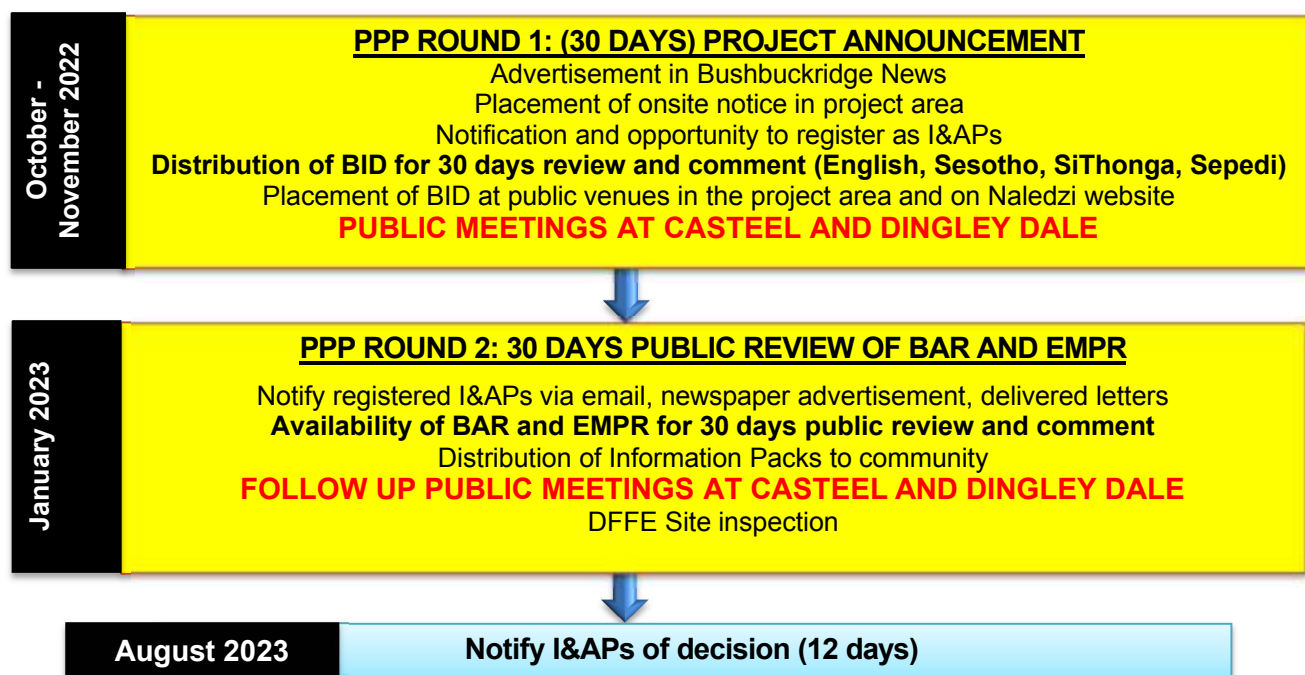 October -
November 2022
PPP ROUND 1: (30 DAYS) PROJECT ANNOUNCEMENT
Advertisement in Bushbuckridge News
Placement of onsite notice in project area
Notification and opportunity to register as I&APs
Distribution of BID for 30 days review and comment (English, Sesotho, SiThonga, Sepedi)
Placement of BID at public venues in the project area and on Naledzi website
PUBLIC MEETINGS AT CASTEEL AND DINGLEY DALE
January 2023
PPP ROUND 2: 30 DAYS PUBLIC REVIEW OF BAR AND EMPR
Notify registered I&APs via email, newspaper advertisement, delivered letters
Availability of BAR and EMPR for 30 days public review and comment
Distribution of Information Packs to community
FOLLOW UP PUBLIC MEETINGS AT CASTEEL AND DINGLEY DALE
DFFE Site inspection
August 2023
Notify I&APs of decision (12 days)